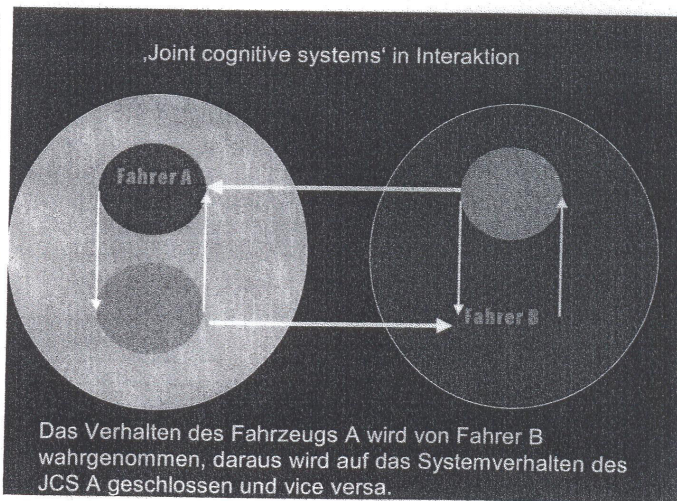 ‚Joint cognitive systems‘ in Interaktion
Fahrer A
Fahrer B
Das Verhalten des Fahrzeugs A wird von Fahrer B
wahrgenommen, daraus wird auf das Systemverhalten des
JCS A geschlossen und vice versa.